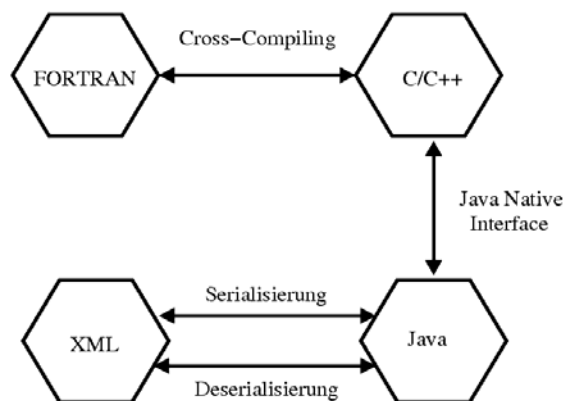 Cross-Compiling
FORTRAN
C/C++
Java Native
Interface
Serialisierung
XML
Java
Deserialisierung